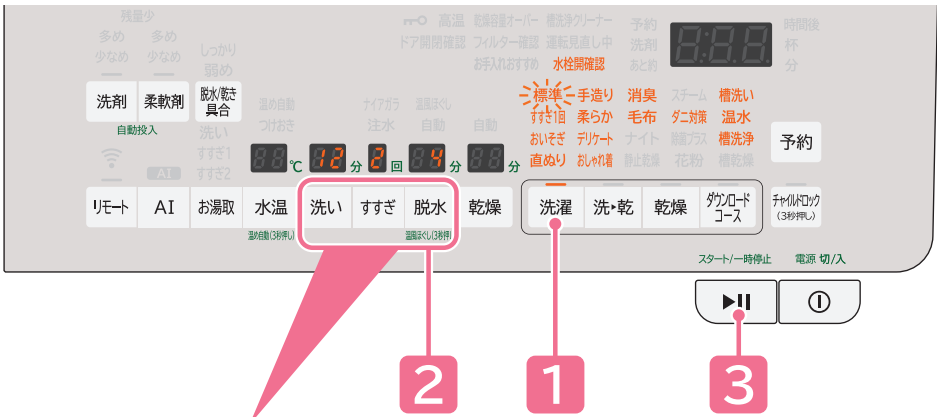 残量少
多め 多め
少なめ 少なめ
しっかり
弱め
高温 乾燥容量オーバー 槽洗浄クリーナー 予約
ドア開閉確認 フィルター確認 運転見直し中 洗剤
お手入れおすすめ 水栓開確認 あと約
8:88
時間後
杯
分
洗剤 柔軟剤 脱水/乾き具合
自動投入
洗い
すすぎ1
すすぎ2
AI
温め自動 ナイアガラ 温風ほぐし
つけおき 注水 自動 自動
88 ℃ 12 分 2 回 4 分 88 分
標準 手造り 消臭 スチーム 槽洗い
すすぎ1回 柔らか 毛布 ダニ対策 温水
おいそぎ デリケート ナイト 除菌プラス 槽洗浄
直ぬり おしゃれ着 静止乾燥 花粉 槽乾燥
予約
リモート AI お湯取 水温 洗い すすぎ 脱水 乾燥
温め自動(3秒押し) 温風ほぐし(3秒押し)
洗濯 洗▸乾 乾燥 ダウンロードコース チャイルドロック(3秒押し)
スタート/一時停止 電源 切/入
2 1 3